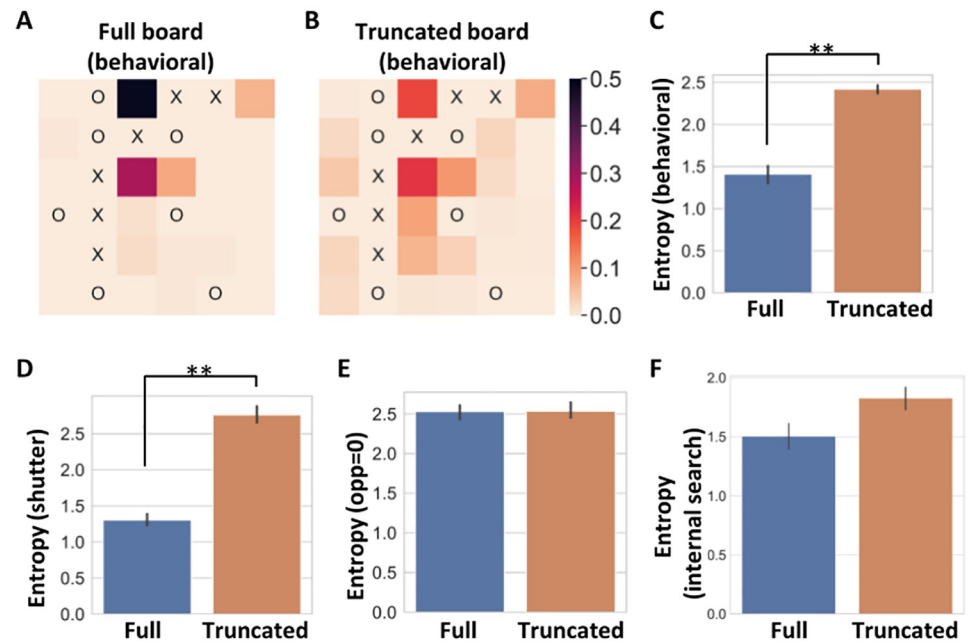 A
Full board
(behavioral)
O X X
O X O
X
O X O
X
O O
B
Truncated board
(behavioral)
O X X
O X O
X
O X O
X
O O
0.5
0.4
0.3
0.2
0.1
0.0
C
**
Entropy (behavioral)
2.5
2.0
1.5
1.0
0.5
0.0
Full Truncated
D
**
Entropy (shutter)
2.5
2.0
1.5
1.0
0.5
0.0
Full Truncated
E
Entropy (opp=0)
2.5
2.0
1.5
1.0
0.5
0.0
Full Truncated
F
Entropy
(internal search)
2.0
1.5
1.0
0.5
0.0
Full Truncated